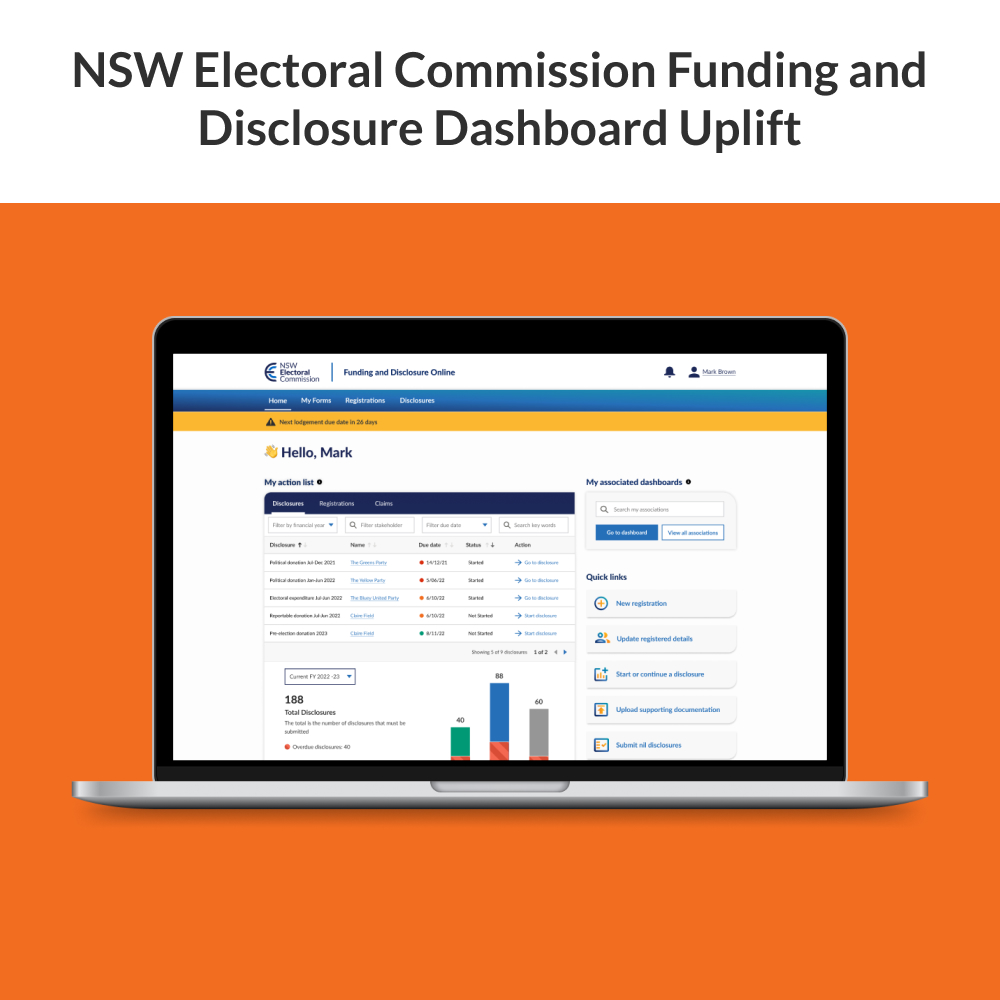 NSW Electoral Commission Funding and
Disclosure Dashboard Uplift
NSW
Electoral
Commission
Funding and Disclosure Online
Mark Brown
Home My Forms Registrations Disclosures
Next lodgement due date in 26 days
Hello, Mark
My action list
Disclosures Registrations Claims
Filter by financial year Filter stakeholder Filter due date Search key words
Disclosure Name Due date Status Action
Political donation Jul-Dec 2021 The Greens Party 14/12/21 Started Go to disclosure
Political donation Jan-Jun 2022 The Yellow Party 5/06/22 Started Go to disclosure
Electoral expenditure Jul-Jun 2022 The Blues United Party 6/10/22 Started Go to disclosure
Reportable donation Jul-Jun 2022 Claire Field 6/10/22 Not Started Start disclosure
Pre-election donation 2023 Claire Field 8/11/22 Not Started Start disclosure
Showing 5 of 9 disclosures 1 of 2
Current FY 2022 -23
188
Total Disclosures
The total is the number of disclosures that must be
submitted
Overdue disclosures: 40
40
88
60
My associated dashboards
Search my associations
Go to dashboard View all associations
Quick links
New registration
Update registered details
Start or continue a disclosure
Upload supporting documentation
Submit nil disclosures